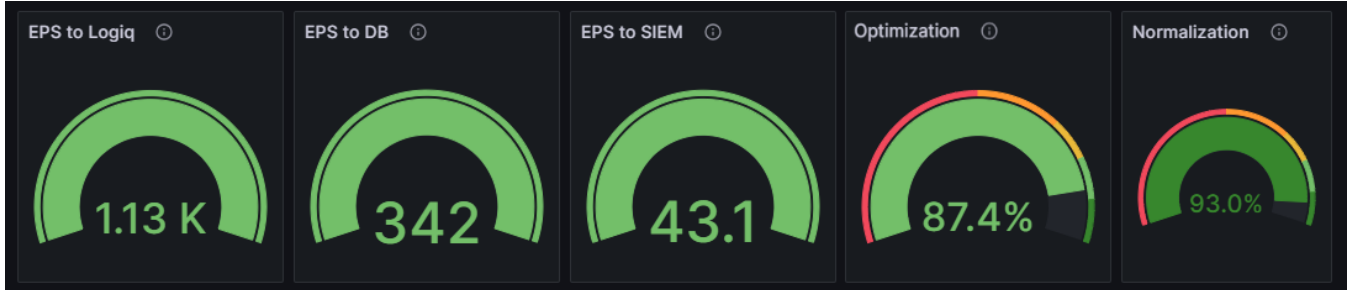 EPS to Logiq
EPS to DB
EPS to SIEM
Optimization
Normalization
1.13 K
342
43.1
87.4%
93.0%